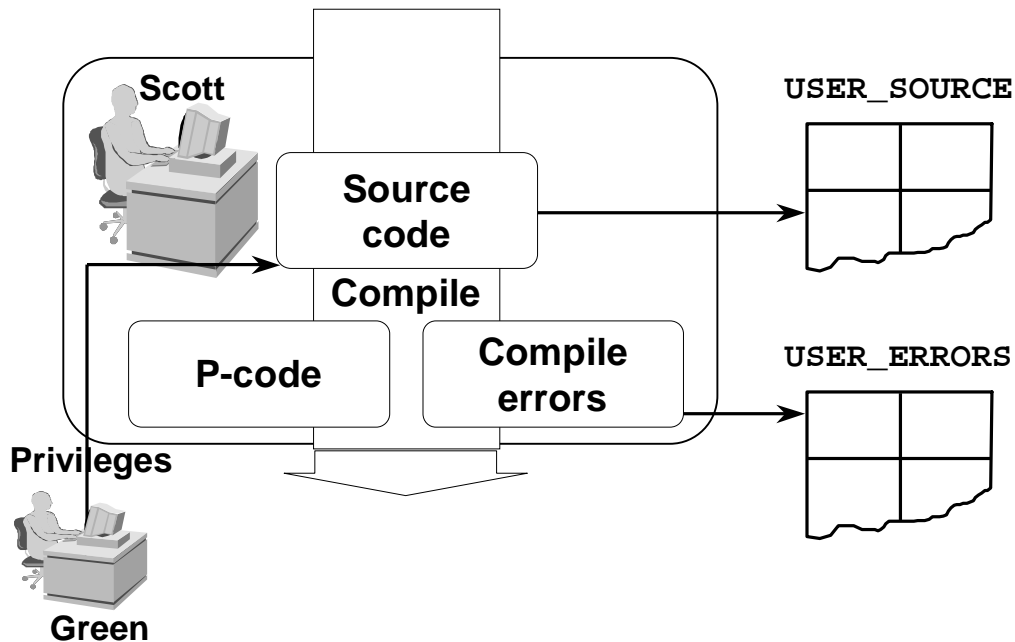 Scott
USER_SOURCE
Source
code
Compile
P-code
Compile
errors
USER_ERRORS
Privileges
Green